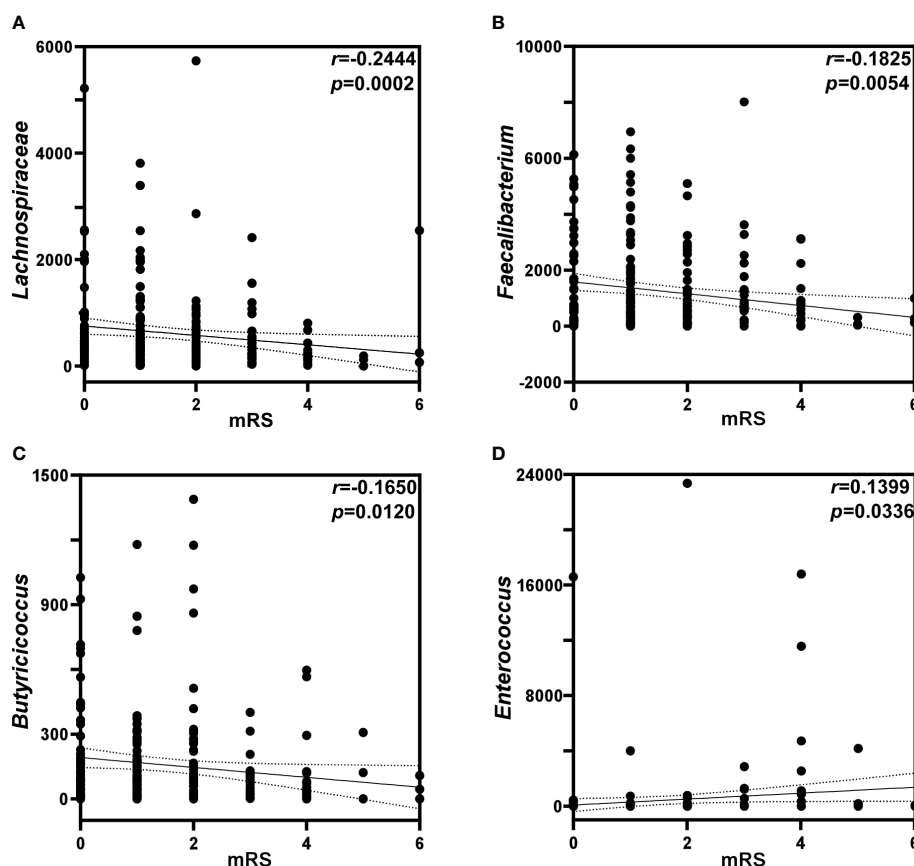 A
r=-0.2444
p=0.0002
Lachnospiraceae
6000
4000
2000
0
0 2 4 6
mRS
B
r=-0.1825
p=0.0054
Faecalibacterium
10000
6000
2000
0
-2000
0 2 4 6
mRS
C
r=-0.1650
p=0.0120
Butyricicoccus
1500
900
300
0
0 2 4 6
mRS
D
r=0.1399
p=0.0336
Enterococcus
24000
16000
8000
0
0 2 4 6
mRS